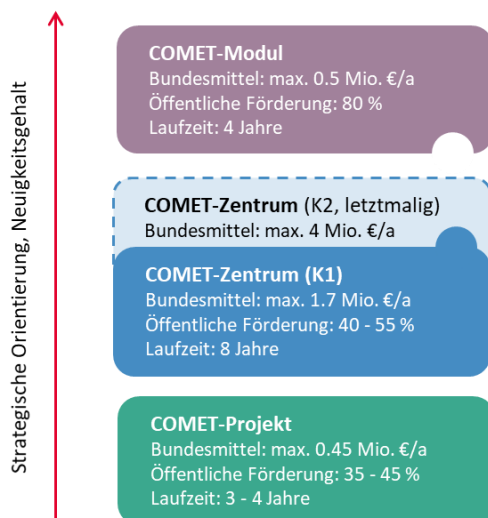 Strategische Orientierung, Neuigkeitsgehalt
COMET-Modul
Bundesmittel: max. 0.5 Mio. €/a
Öffentliche Förderung: 80 %
Laufzeit: 4 Jahre
COMET-Zentrum (K2, letztmalig)
Bundesmittel: max. 4 Mio. €/a
COMET-Zentrum (K1)
Bundesmittel: max. 1.7 Mio. €/a
Öffentliche Förderung: 40 - 55 %
Laufzeit: 8 Jahre
COMET-Projekt
Bundesmittel: max. 0.45 Mio. €/a
Öffentliche Förderung: 35 - 45 %
Laufzeit: 3 - 4 Jahre